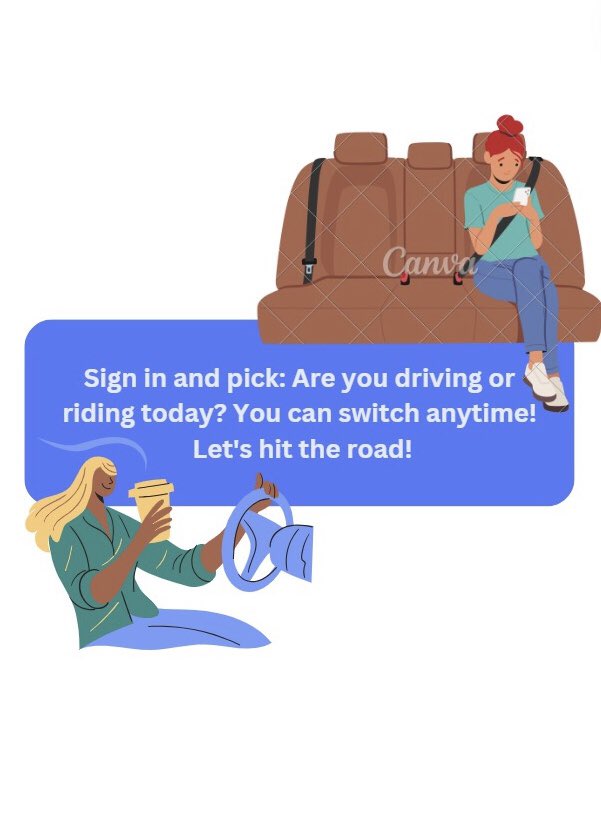 Canva
Sign in and pick: Are you driving or
riding today? You can switch anytime!
Let's hit the road!